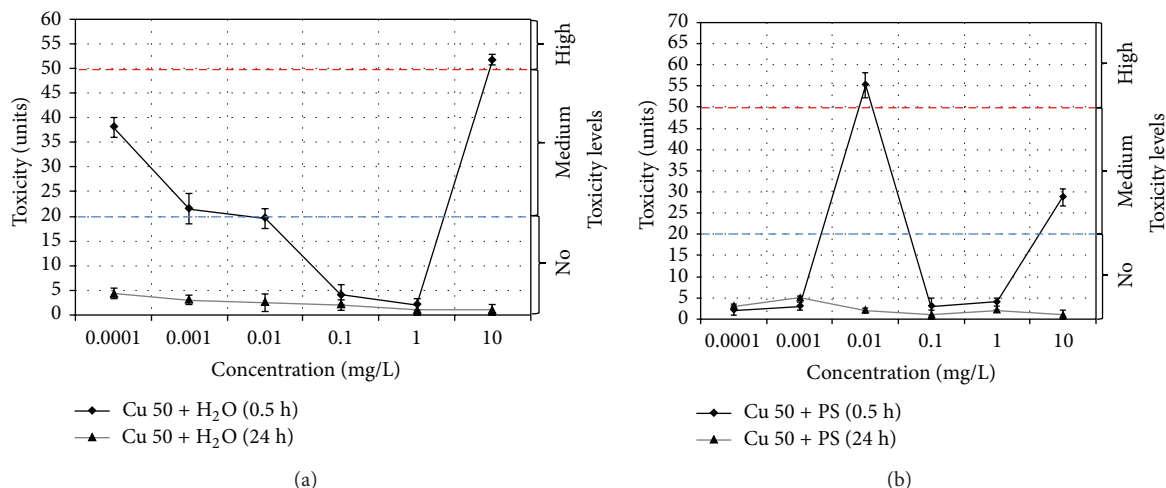 60
55
50
45
40
35
30
25
20
15
10
5
0
Toxicity (units)
0.0001 0.001 0.01 0.1 1 10
Concentration (mg/L)
High
Medium
No
Toxicity levels
Cu 50 + H₂O (0.5 h)
Cu 50 + H₂O (24 h)
(a)
70
65
60
55
50
45
40
35
30
25
20
15
10
5
0
Toxicity (units)
0.0001 0.001 0.01 0.1 1 10
Concentration (mg/L)
High
Medium
No
Toxicity levels
Cu 50 + PS (0.5 h)
Cu 50 + PS (24 h)
(b)